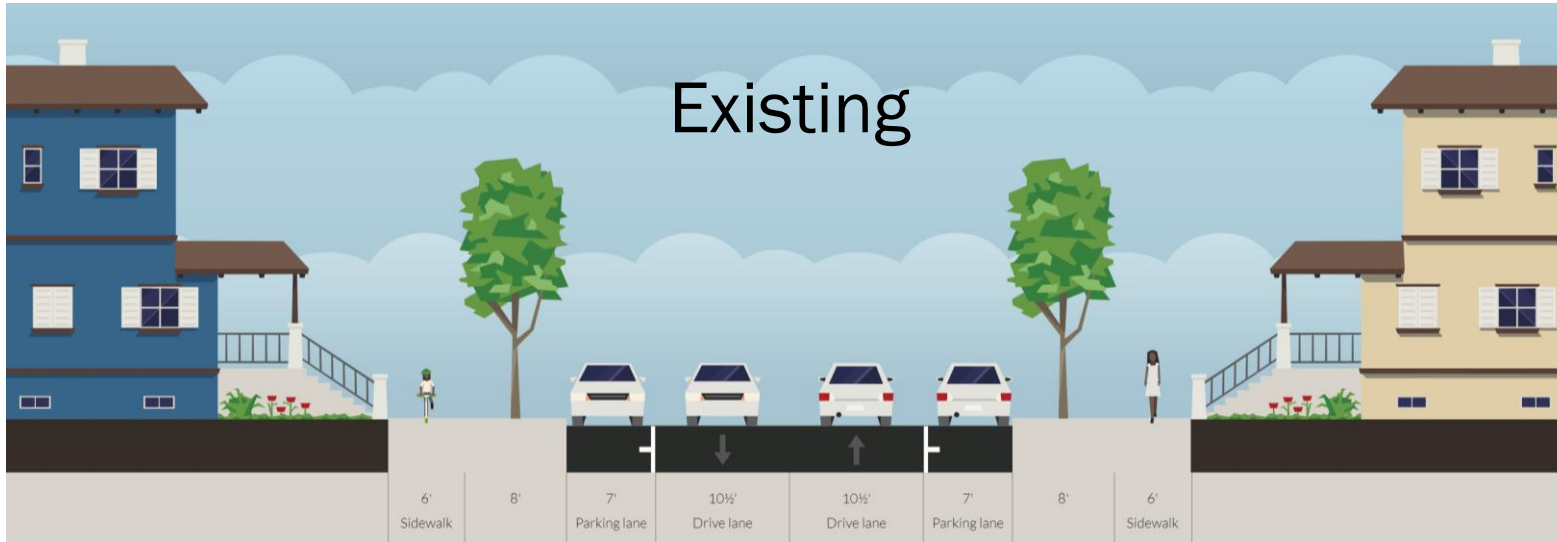 Existing
6' 8' 7' 10½' 10½' 7' 8' 6'
Sidewalk Parking lane Drive lane Drive lane Parking lane Sidewalk